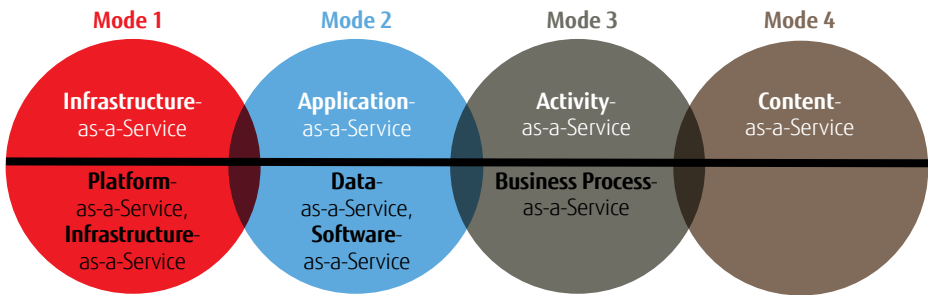 Mode 1 Mode 2 Mode 3 Mode 4
Infrastructure-
as-a-Service
Application-
as-a-Service
Activity-
as-a-Service
Content-
as-a-Service
Platform-
as-a-Service,
Infrastructure-
as-a-Service
Data-
as-a-Service,
Software-
as-a-Service
Business Process-
as-a-Service